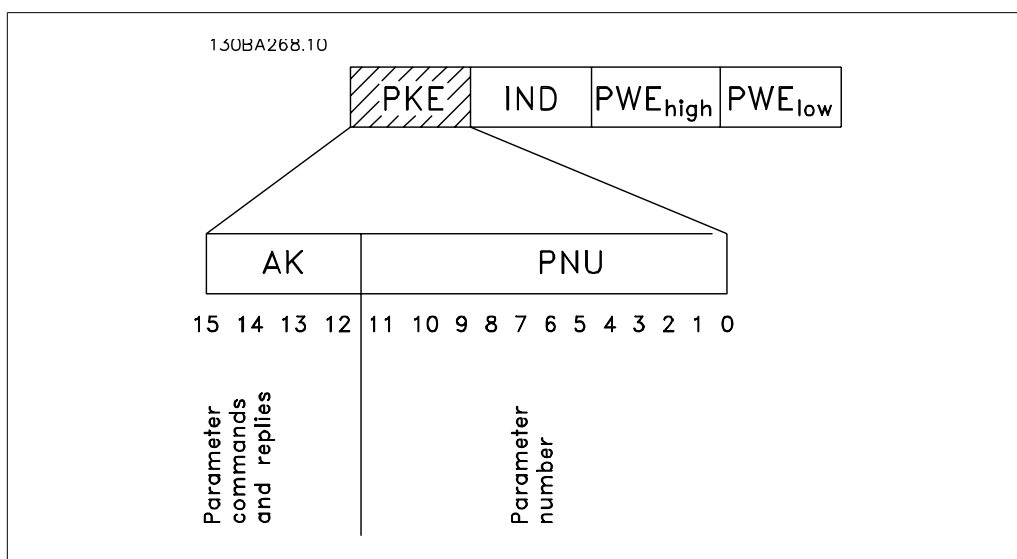 130BA268.10
PKE IND PWEhigh PWElow
AK PNU
15 14 13 12 11 10 9 8 7 6 5 4 3 2 1 0
Parameter
commands
and replies
Parameter
number